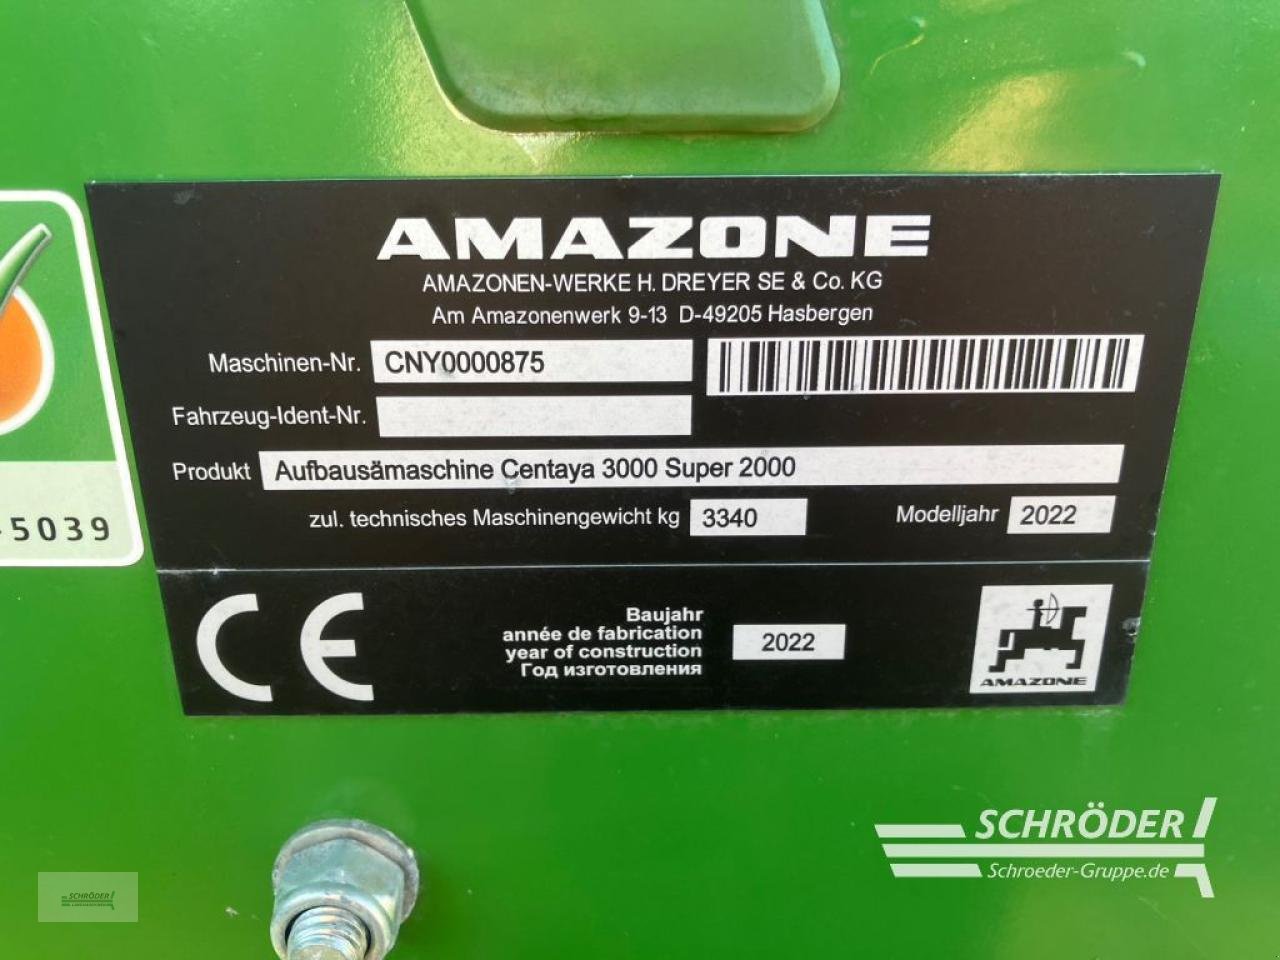 AMAZONE
AMAZONEN-WERKE H. DREYER SE & Co. KG
Am Amazonenwerk 9-13 D-49205 Hasbergen
Maschinen-Nr. CNY0000875
Fahrzeug-Ident-Nr.
Produkt Aufbausämaschine Centaya 3000 Super 2000
zul. technisches Maschinengewicht kg 3340 Modelljahr 2022
-5039
CE
Baujahr
année de fabrication
year of construction
Год изготовления
2022
AMAZONE
SCHRÖDER
Schroeder-Gruppe.de
SCHRÖDER